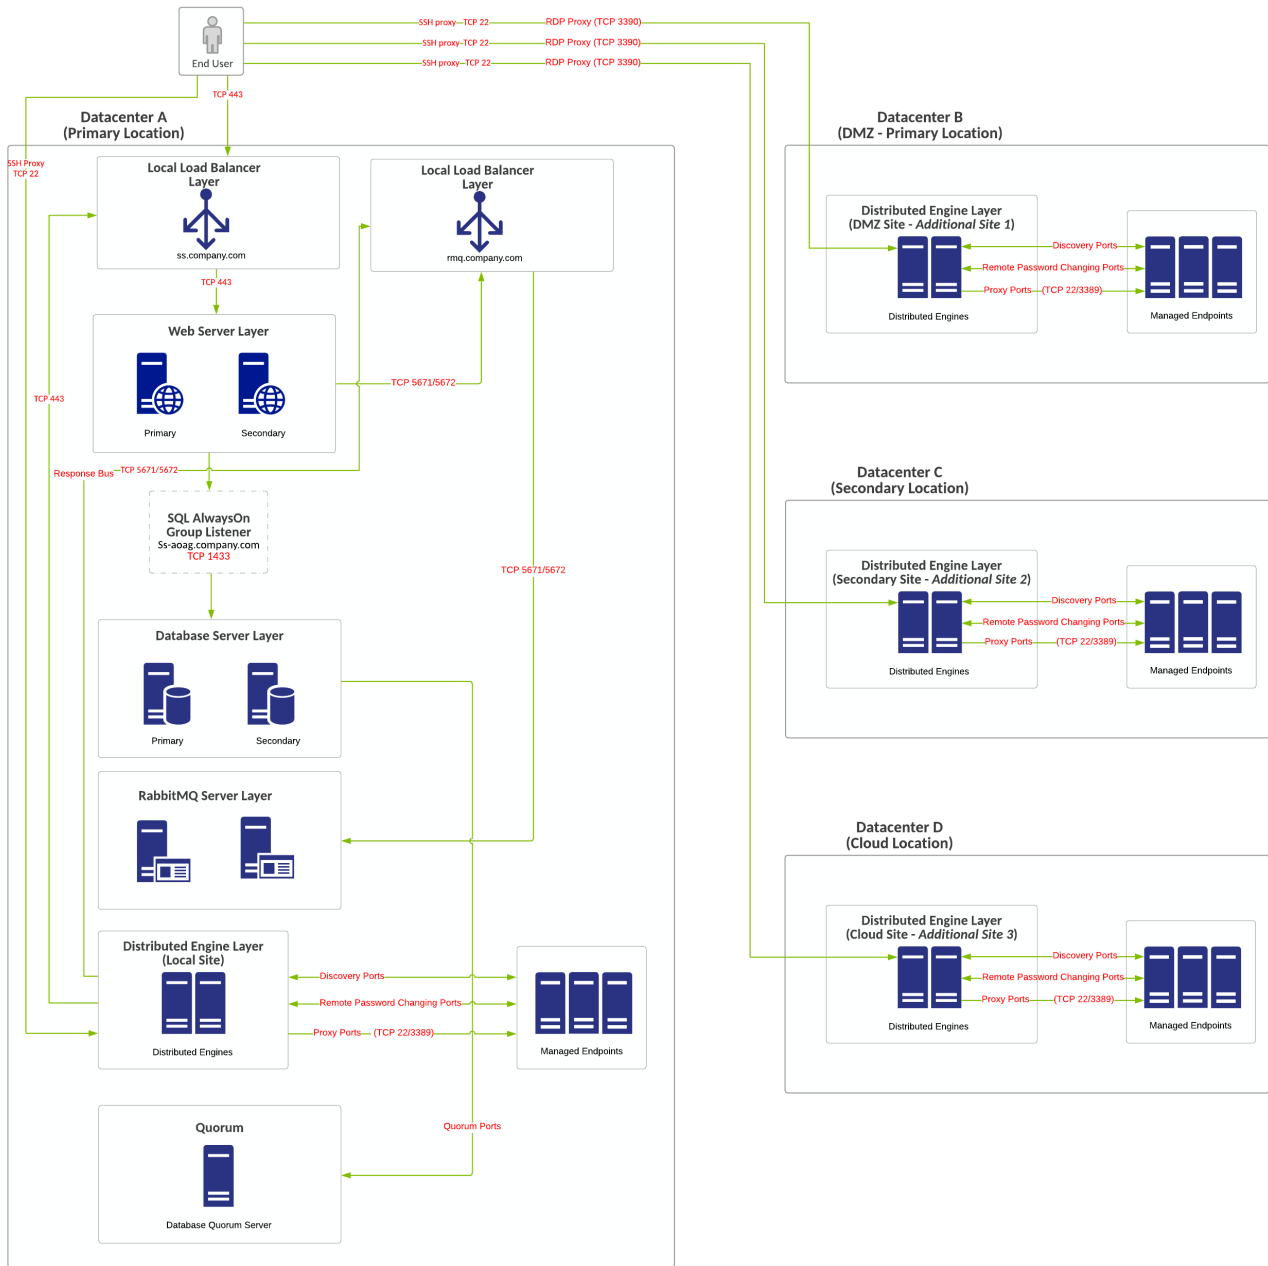 End User
SSH proxy
TCP 22
RDP Proxy (TCP 3390)
SSH proxy
TCP 22
RDP Proxy (TCP 3390)
SSH proxy
TCP 22
RDP Proxy (TCP 3390)
TCP 443
SSH Proxy
TCP 22
Datacenter A
(Primary Location)
Local Load Balancer
Layer
ss.company.com
Local Load Balancer
Layer
rmq.company.com
TCP 443
Web Server Layer
Primary
Secondary
TCP 5671/5672
TCP 443
Response Bus
TCP 5671/5672
SQL AlwaysOn
Group Listener
Ss-aoag.company.com
TCP 1433
TCP 5671/5672
Database Server Layer
Primary
Secondary
RabbitMQ Server Layer
Distributed Engine Layer
(Local Site)
Distributed Engines
Discovery Ports
Remote Password Changing Ports
Proxy Ports
(TCP 22/3389)
Managed Endpoints
Quorum Ports
Quorum
Database Quorum Server
Datacenter B
(DMZ - Primary Location)
Distributed Engine Layer
(DMZ Site - Additional Site 1)
Distributed Engines
Discovery Ports
Remote Password Changing Ports
Proxy Ports
(TCP 22/3389)
Managed Endpoints
Datacenter C
(Secondary Location)
Distributed Engine Layer
(Secondary Site - Additional Site 2)
Distributed Engines
Discovery Ports
Remote Password Changing Ports
Proxy Ports
(TCP 22/3389)
Managed Endpoints
Datacenter D
(Cloud Location)
Distributed Engine Layer
(Cloud Site - Additional Site 3)
Distributed Engines
Discovery Ports
Remote Password Changing Ports
Proxy Ports
(TCP 22/3389)
Managed Endpoints